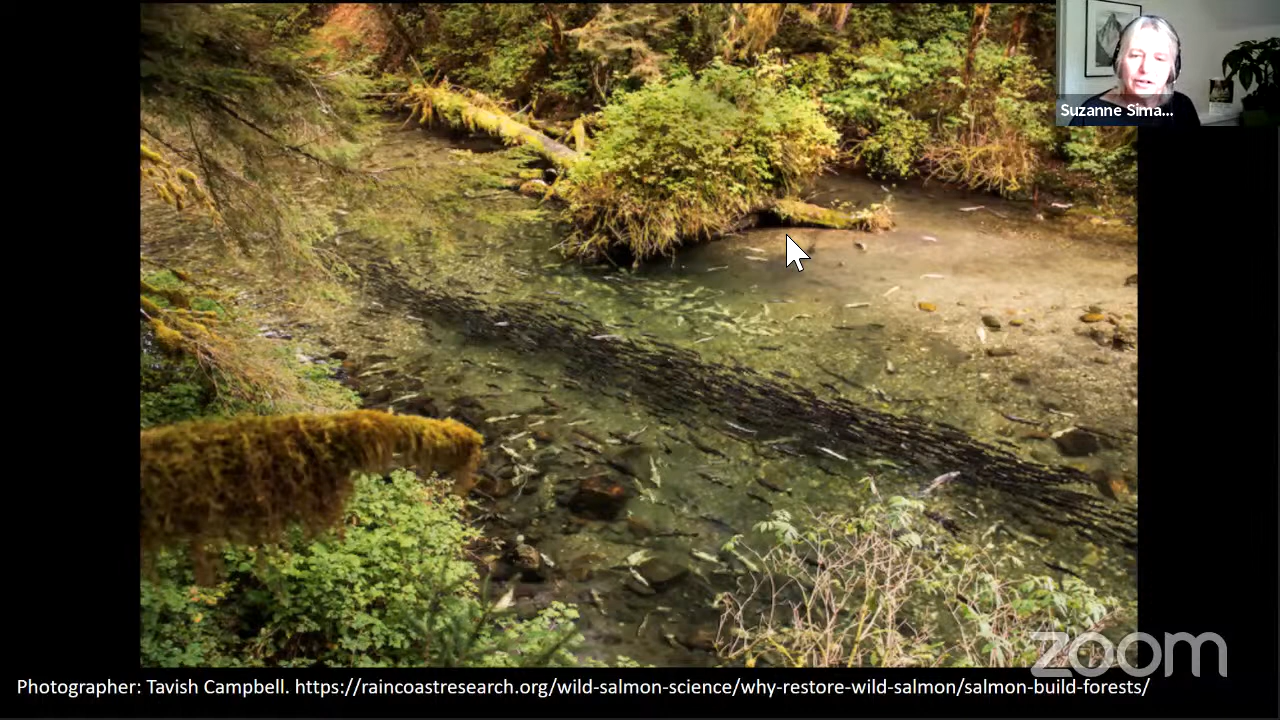 Suzanne Sima...
zoom
Photographer: Tavish Campbell. https://raincoastresearch.org/wild-salmon-science/why-restore-wild-salmon/salmon-build-forests/